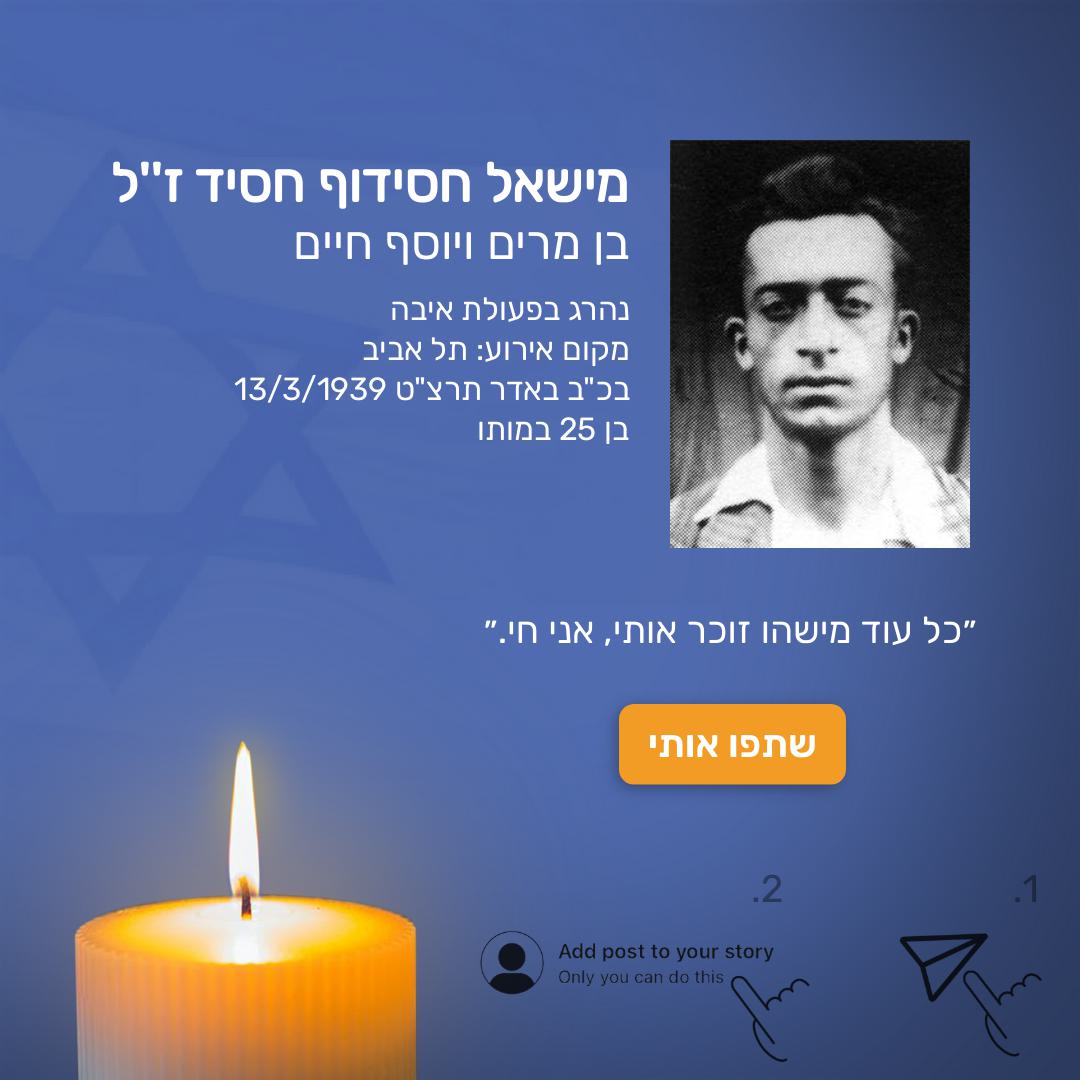 מישאל חסידוף חסיד ז"ל
בן מרים ויוסף חיים
נהרג בפעולת איבה
מקום אירוע: תל אביב
בכ"ב באדר תרצ"ט 13/3/1939
בן 25 במותו
״כל עוד מישהו זוכר אותי, אני חי.״
שתפו אותי
1.
2.
Add post to your story
Only you can do this